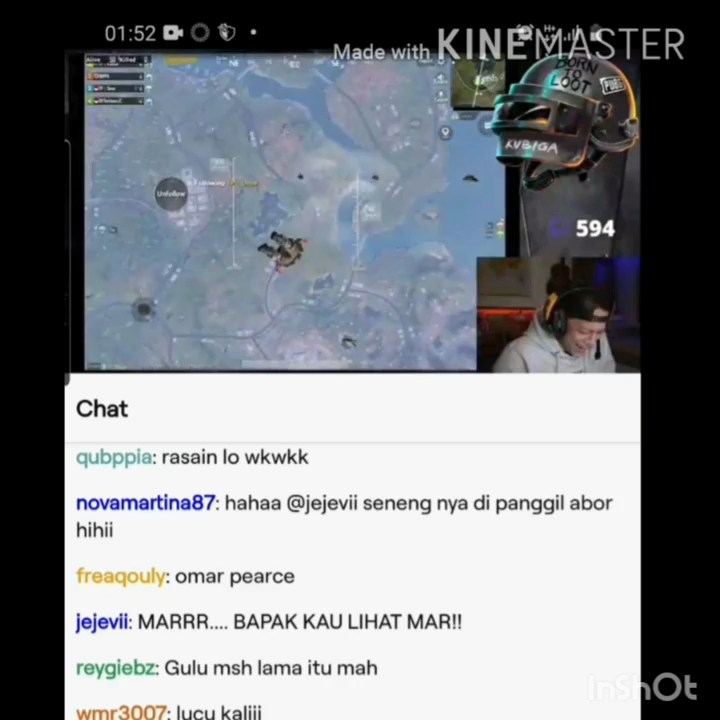 01:52
Made with KINEMASTER
BORN
TO
LOOT
PUBG
KVBIGA
Unfollow
594
Chat
qubppia: rasain lo wkwkk
novamartina87: hahaa @jejevii seneng nya di panggil abor
hihii
freaqouly: omar pearce
jejevii: MARRR.... BAPAK KAU LIHAT MAR!!
reygiebz: Gulu msh lama itu mah
wmr3007: lucu kaliii
InShOt